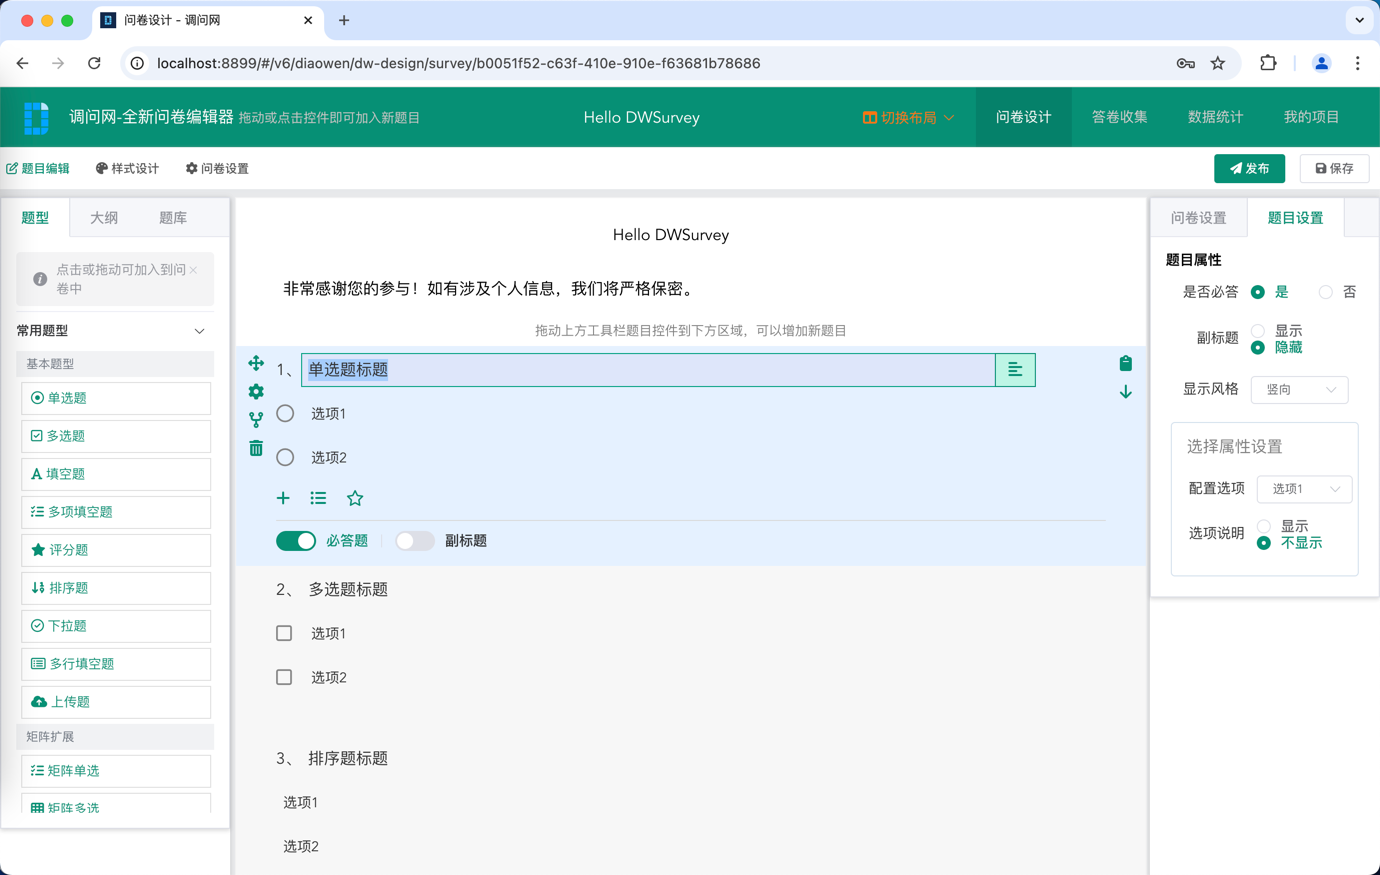 问卷设计 - 调问网
localhost:8899/#/v6/diaowen/dw-design/survey/b0051f52-c63f-410e-910e-f63681b78686
调问网-全新问卷编辑器 拖动或点击控件即可加入新题目
Hello DWSurvey
切换布局
问卷设计
答卷收集
数据统计
我的项目
题目编辑
样式设计
问卷设置
发布
保存
题型
大纲
题库
点击或拖动可加入到问
卷中
常用题型
基本题型
单选题
多选题
填空题
多项填空题
评分题
排序题
下拉题
多行填空题
上传题
矩阵扩展
矩阵单选
矩阵多选
Hello DWSurvey
非常感谢您的参与！如有涉及个人信息，我们将严格保密。
拖动上方工具栏题目控件到下方区域，可以增加新题目
1、 单选题标题
选项1
选项2
必答题
副标题
2、 多选题标题
选项1
选项2
3、 排序题标题
选项1
选项2
问卷设置
题目设置
题目属性
是否必答 是 否
副标题 显示
隐藏
显示风格 竖向
选择属性设置
配置选项 选项1
选项说明 显示
不显示